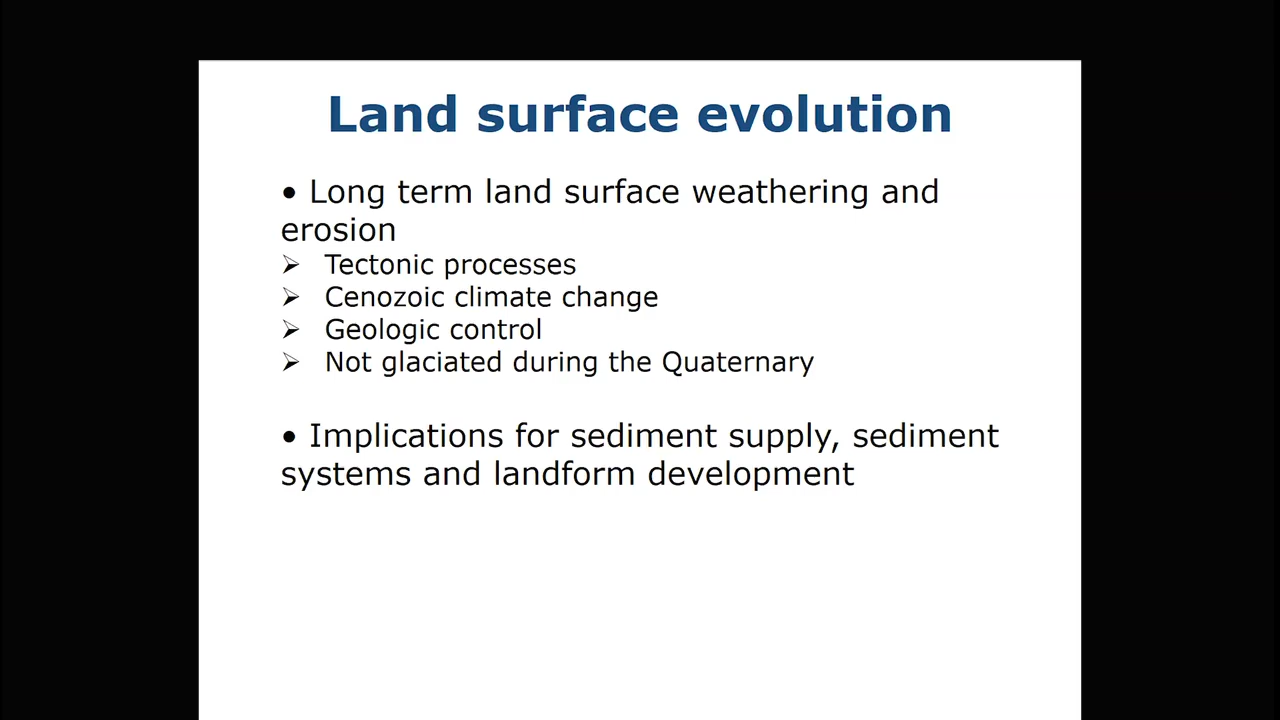 Land surface evolution
• Long term land surface weathering and
erosion
➢ Tectonic processes
➢ Cenozoic climate change
➢ Geologic control
➢ Not glaciated during the Quaternary
• Implications for sediment supply, sediment
systems and landform development